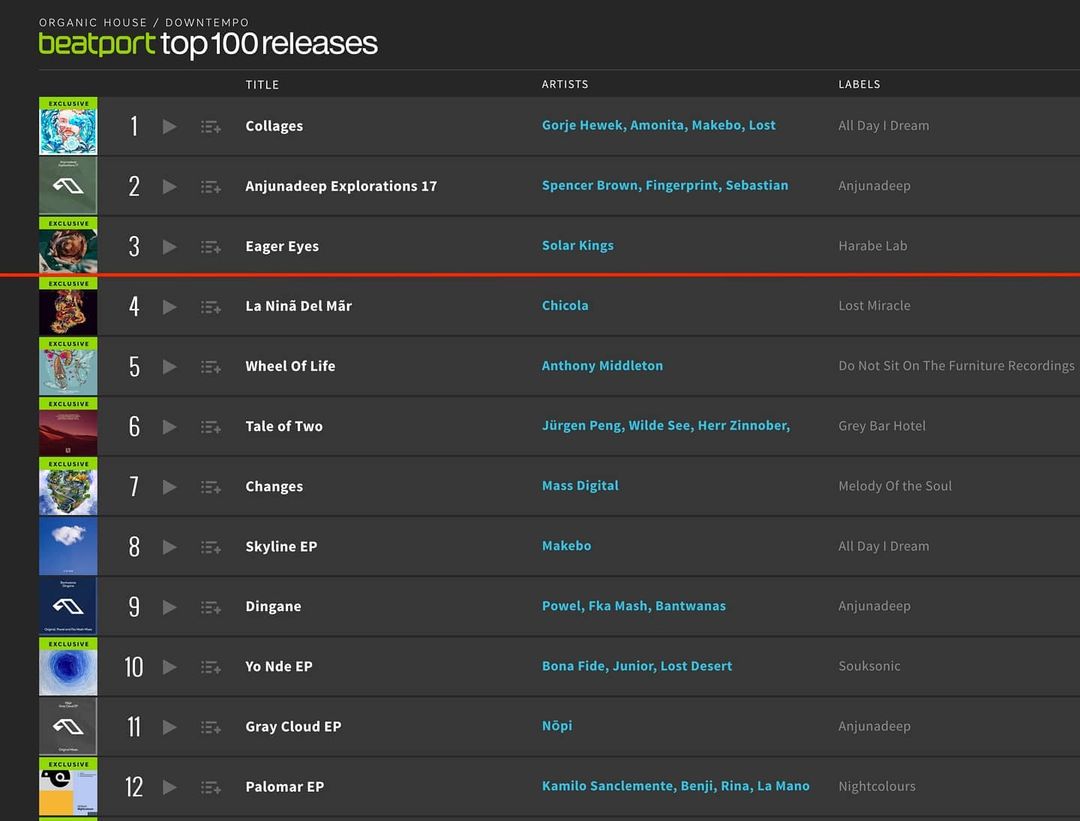 ORGANIC HOUSE / DOWNTEMPO
beatport top 100 releases
TITLE ARTISTS LABELS
EXCLUSIVE
1 Collages Gorje Hewek, Amonita, Makebo, Lost All Day I Dream
2 Anjunadeep Explorations 17 Spencer Brown, Fingerprint, Sebastian Anjunadeep
EXCLUSIVE
3 Eager Eyes Solar Kings Harabe Lab
EXCLUSIVE
4 La Ninã Del Mãr Chicola Lost Miracle
EXCLUSIVE
5 Wheel Of Life Anthony Middleton Do Not Sit On The Furniture Recordings
EXCLUSIVE
6 Tale of Two Jürgen Peng, Wilde See, Herr Zinnober, Grey Bar Hotel
EXCLUSIVE
7 Changes Mass Digital Melody Of the Soul
8 Skyline EP Makebo All Day I Dream
9 Dingane Powel, Fka Mash, Bantwanas Anjunadeep
EXCLUSIVE
10 Yo Nde EP Bona Fide, Junior, Lost Desert Souksonic
11 Gray Cloud EP Nōpi Anjunadeep
EXCLUSIVE
12 Palomar EP Kamilo Sanclemente, Benji, Rina, La Mano Nightcolours